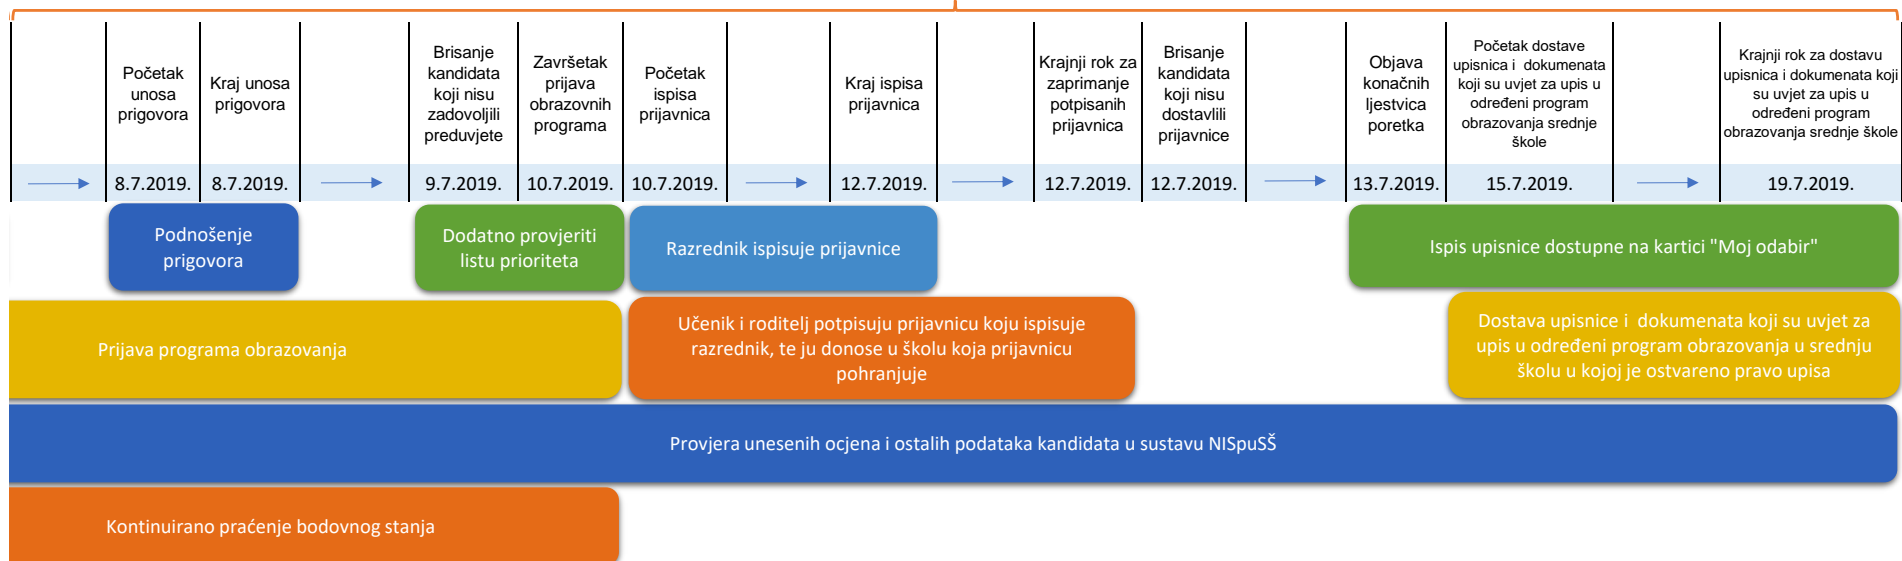 Početak
unosa
prigovora
Kraj unosa
prigovora
Brisanje
kandidata
koji nisu
zadovoljili
preduvjete
Završetak
prijava
obrazovnih
programa
Početak
ispisa
prijavnica
Kraj ispisa
prijavnica
Krajnji rok za
zaprimanje
potpisanih
prijavnica
Brisanje
kandidata
koji nisu
dostavlili
prijavnice
Objava
konačnih
ljestvica
poretka
Početak dostave
upisnica i dokumenata
koji su uvjet za upis u
određeni program
obrazovanja srednje
škole
Krajnji rok za dostavu
upisnica i dokumenata koji
su uvjet za upis u
određeni program
obrazovanja srednje škole
8.7.2019.
8.7.2019.
9.7.2019.
10.7.2019.
10.7.2019.
12.7.2019.
12.7.2019.
12.7.2019.
13.7.2019.
15.7.2019.
19.7.2019.
Podnošenje
prigovora
Dodatno provjeriti
listu prioriteta
Razrednik ispisuje prijavnice
Ispis upisnice dostupne na kartici "Moj odabir"
Prijava programa obrazovanja
Učenik i roditelj potpisuju prijavnicu koju ispisuje
razrednik, te ju donose u školu koja prijavnicu
pohranjuje
Dostava upisnice i dokumenata koji su uvjet za
upis u određeni program obrazovanja u srednju
školu u kojoj je ostvareno pravo upisa
Provjera unesenih ocjena i ostalih podataka kandidata u sustavu NISpuSŠ
Kontinuirano praćenje bodovnog stanja